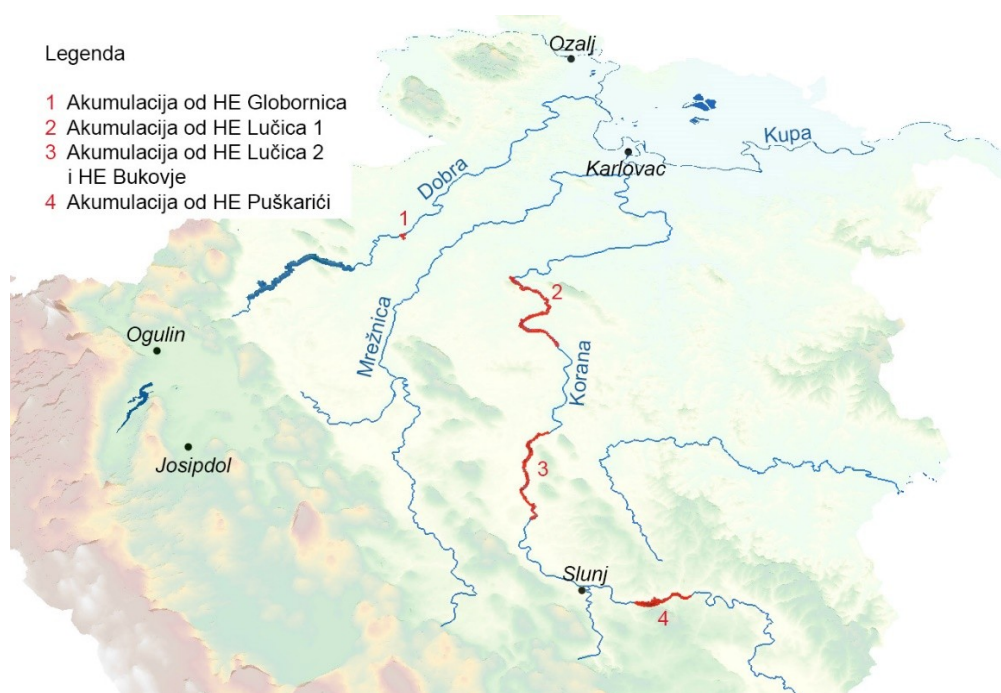 Legenda
1 Akumulacija od HE Globornica
2 Akumulacija od HE Lučica 1
3 Akumulacija od HE Lučica 2
i HE Bukovje
4 Akumulacija od HE Puškarići
Ozalj
Kupa
Karlovac
Dobra
1
2
Mrežnica
Ogulin
Korana
Josipdol
3
Slunj
4